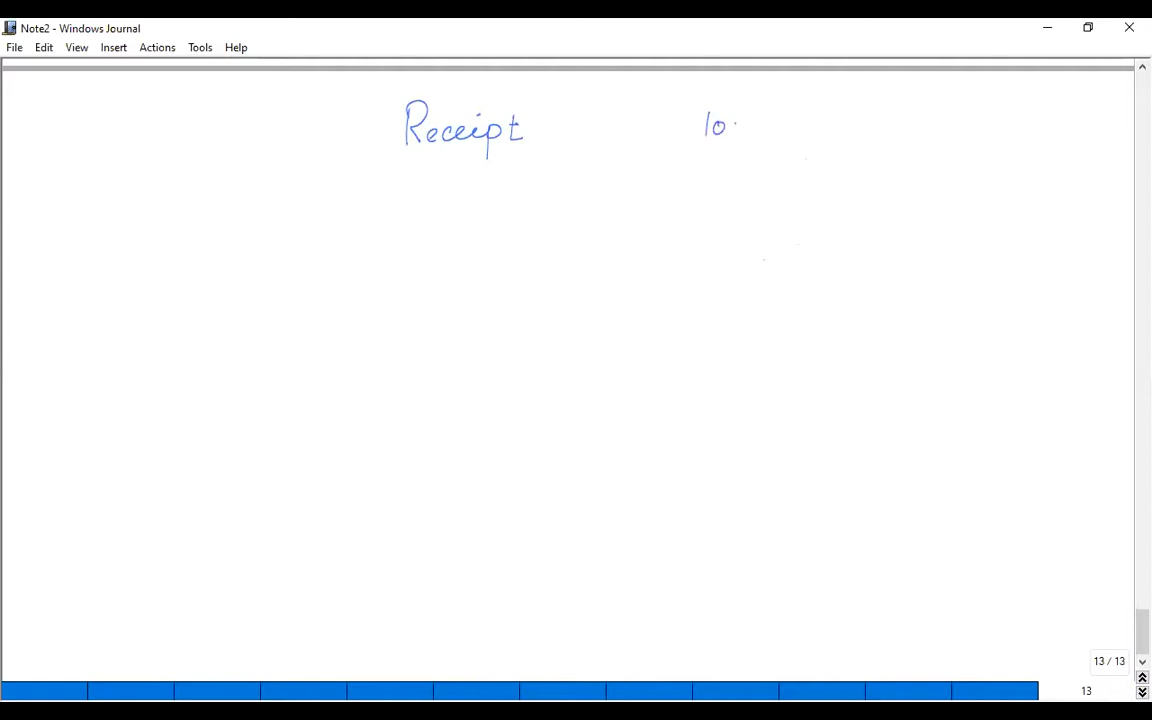 Note2 - Windows Journal
File Edit View Insert Actions Tools Help
Receipt 10.
13 / 13
13